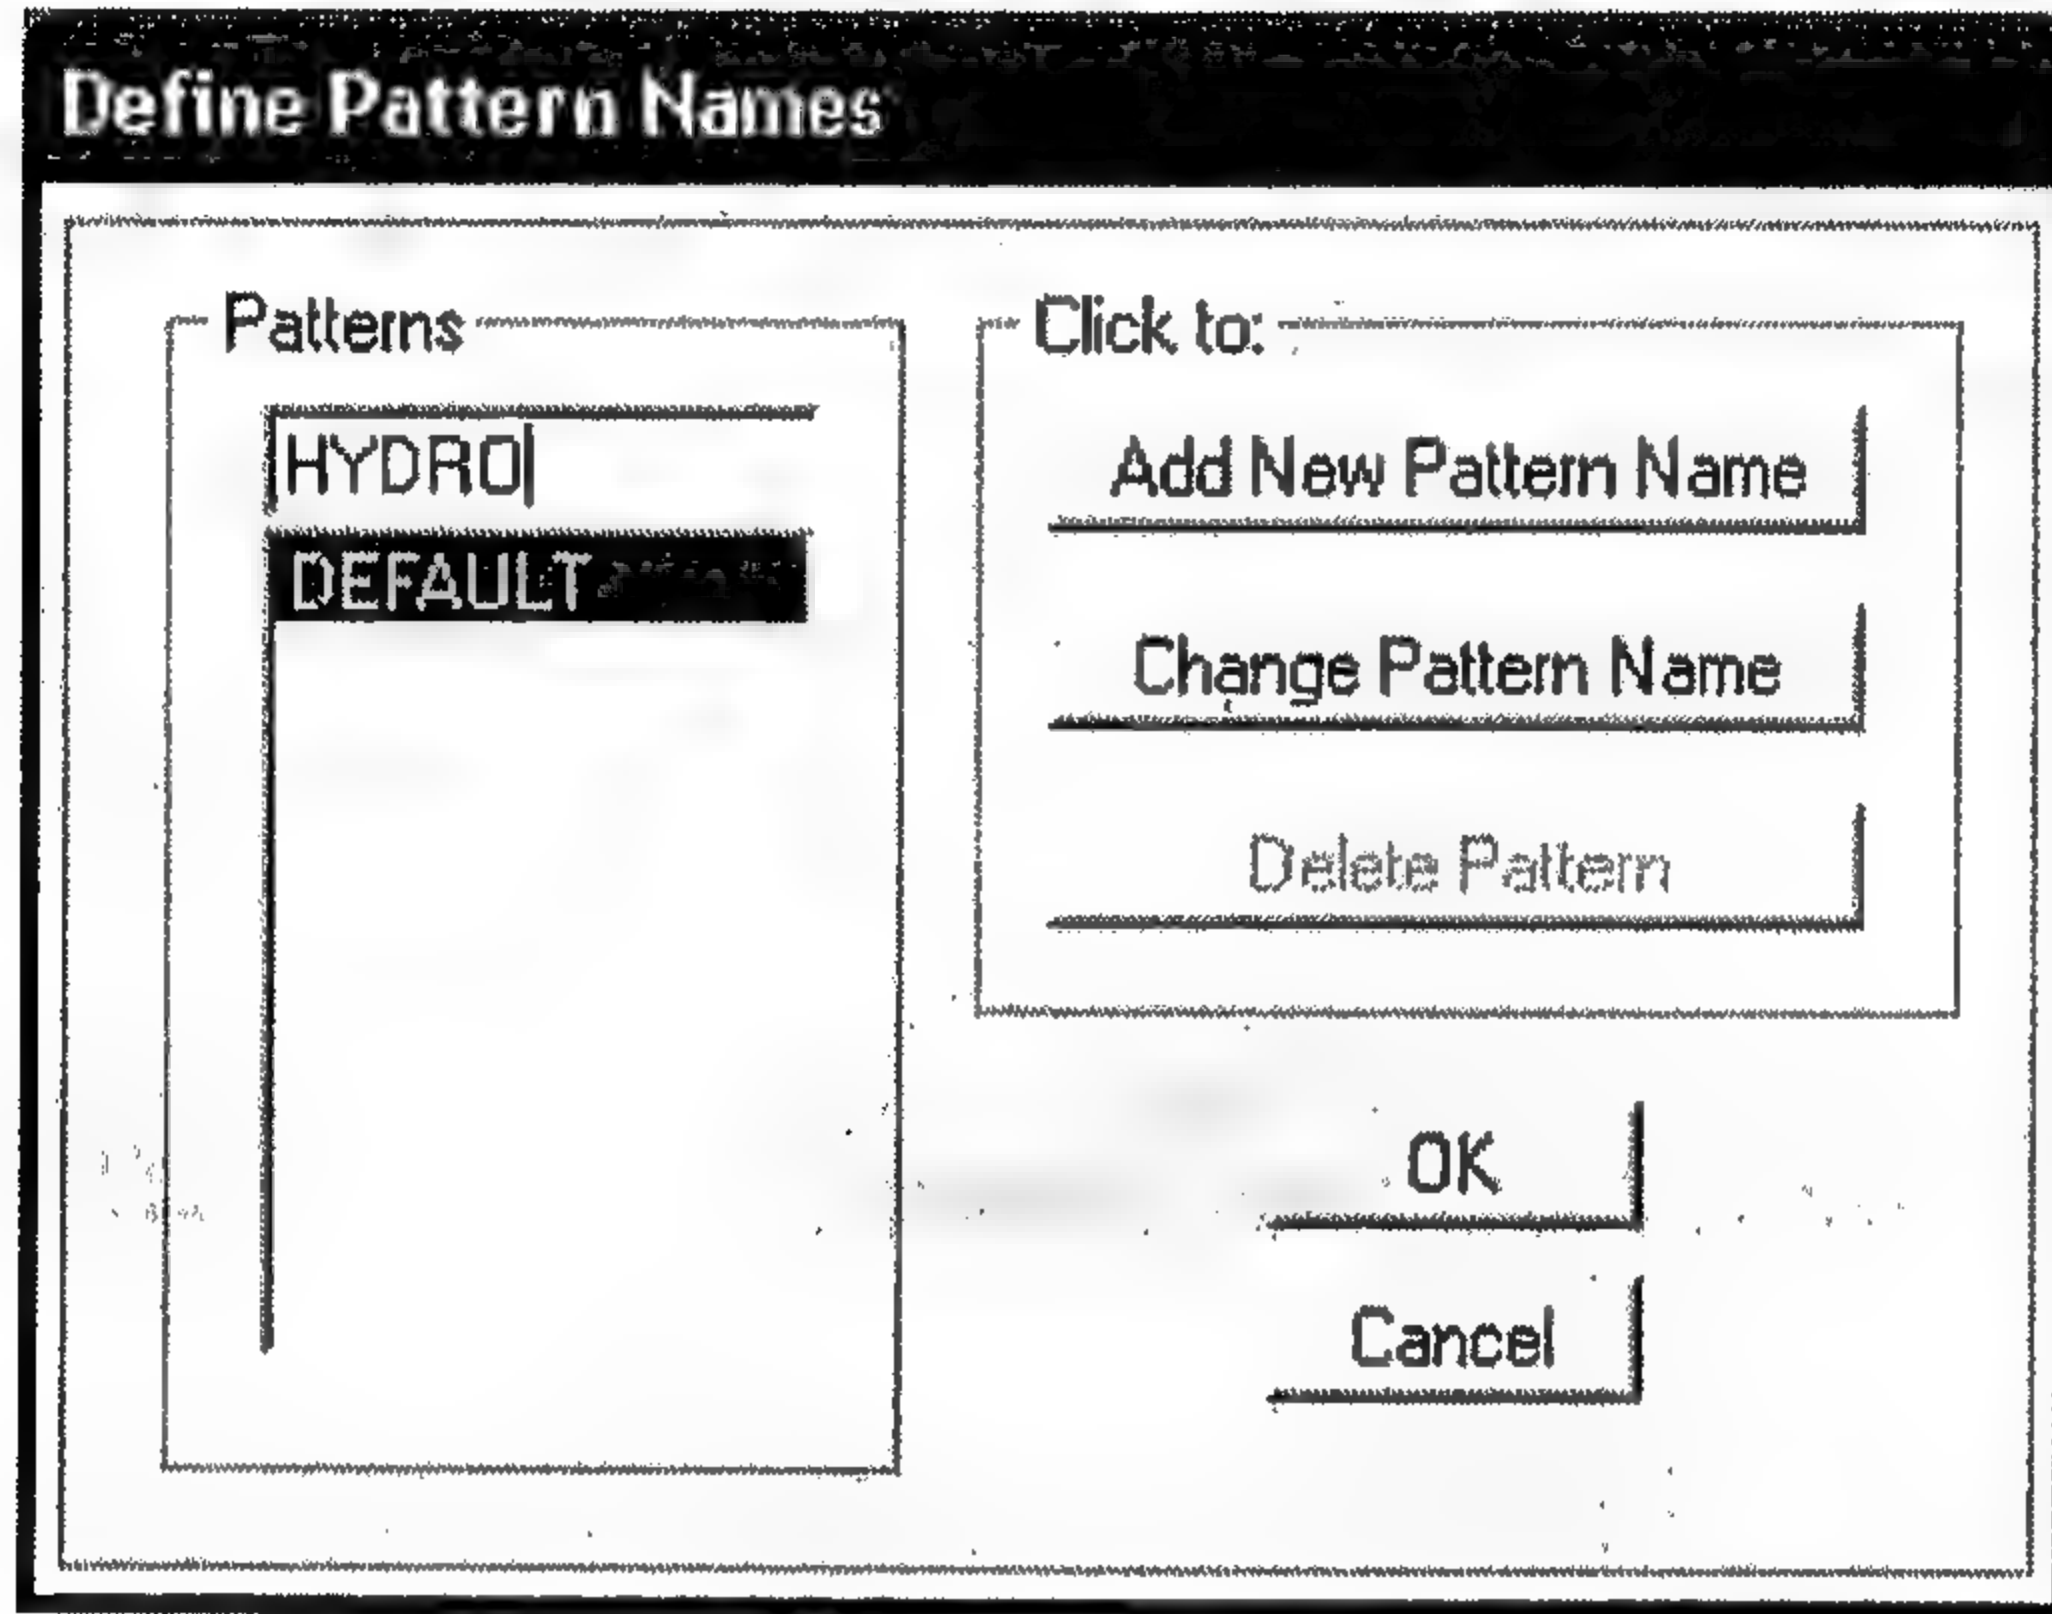 Define Pattern Names
Patterns
HYDRO
DEFAULT
Click to:
Add New Pattern Name
Change Pattern Name
Delete Pattern
OK
Cancel